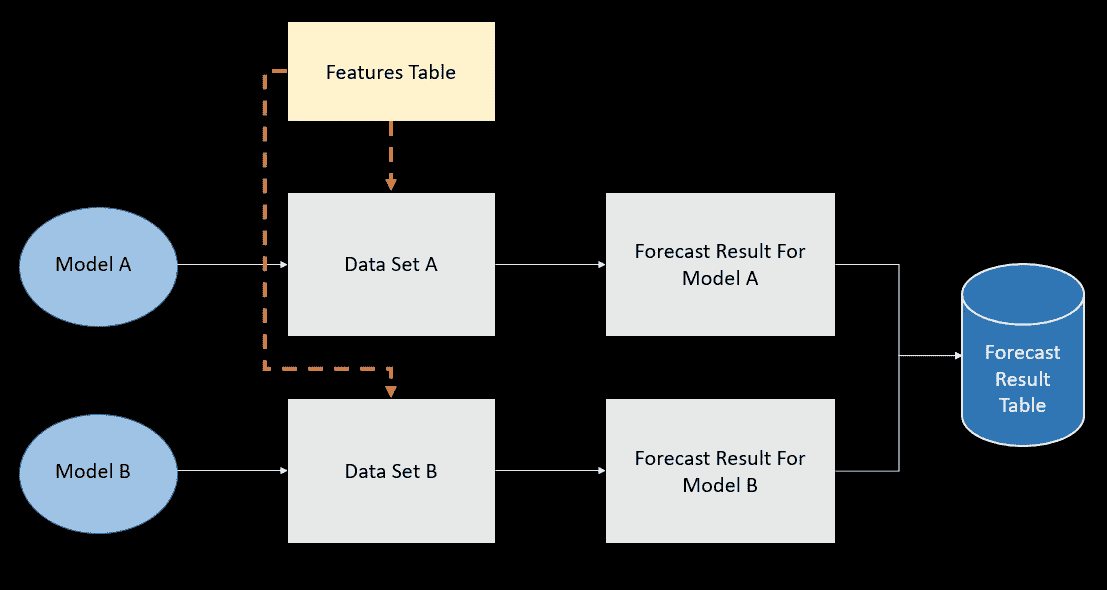 Features Table
Model A
Data Set A
Forecast Result For
Model A
Forecast
Result
Table
Model B
Data Set B
Forecast Result For
Model B